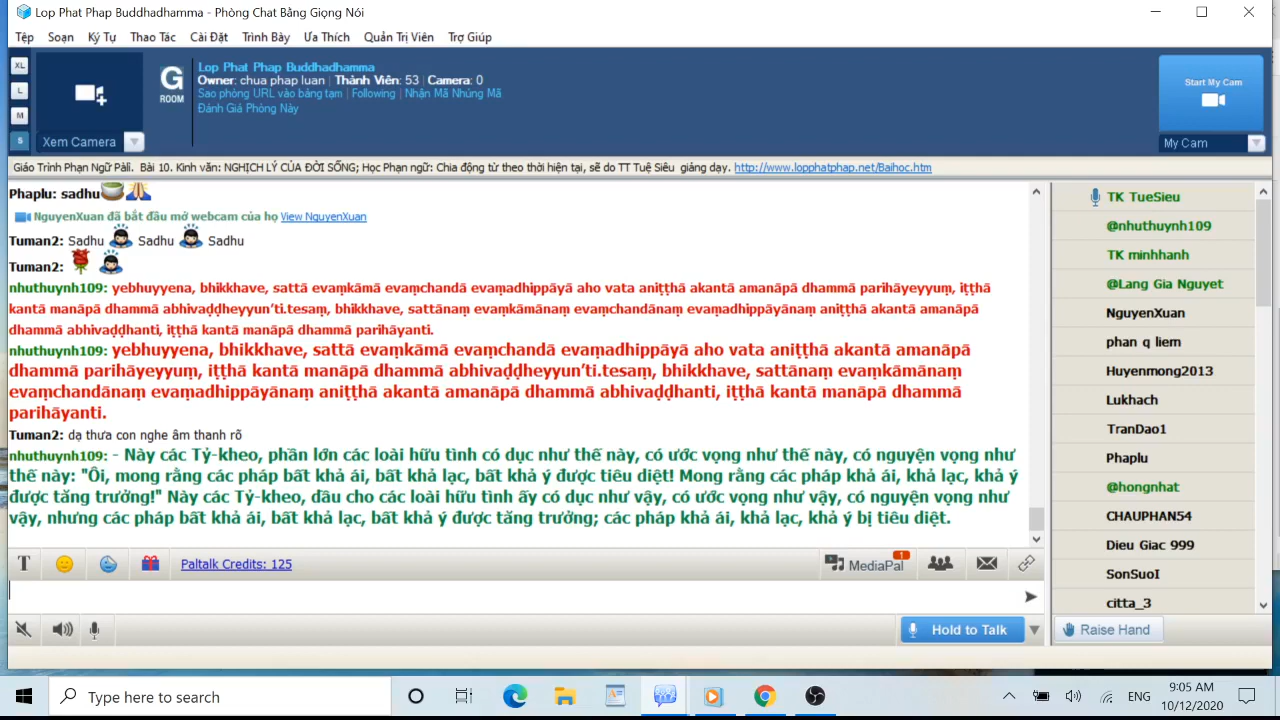 Lop Phat Phap Buddhadhamma - Phòng Chat Bằng Giọng Nói
Tệp Soạn Ký Tự Thao Tác Cài Đặt Trình Bày Ưa Thích Quản Trị Viên Trợ Giúp
XL
L
M
S
Xem Camera
G
ROOM
Lop Phat Phap Buddhadhamma
Owner: chua phap luan | Thành Viên: 53 | Camera: 0
Sao phòng URL vào bảng tạm | Following | Nhận Mã Nhúng Mã
Đánh Giá Phòng Này
Start My Cam
My Cam
Giáo Trình Phạn Ngữ Pàli. Bài 10. Kinh văn: NGHỊCH LÝ CỦA ĐỜI SỐNG; Học Phạn ngữ: Chia động từ theo thời hiện tại, sẽ do TT Tuệ Siêu giảng dạy. http://www.lopphatphap.net/Baihoc.htm
Phaplu: sadhu
NguyenXuan đã bắt đầu mở webcam của họ View NguyenXuan
Tuman2: Sadhu Sadhu Sadhu
Tuman2:
nhuthuynh109: yebhuyyena, bhikkhave, sattā evaṃkāmā evaṃchandā evaṃadhippāyā aho vata aniṭṭhā akantā amanāpā dhammā parihāyeyyuṃ, iṭṭhā
kantā manāpā dhammā abhivaḍḍheyyun’ti.tesaṃ, bhikkhave, sattānaṃ evaṃkāmānaṃ evaṃchandānaṃ evaṃadhippāyānaṃ aniṭṭhā akantā amanāpā
dhammā abhivaḍḍhanti, iṭṭhā kantā manāpā dhammā parihāyanti.
nhuthuynh109: yebhuyyena, bhikkhave, sattā evaṃkāmā evaṃchandā evaṃadhippāyā aho vata aniṭṭhā akantā amanāpā
dhammā parihāyeyyuṃ, iṭṭhā kantā manāpā dhammā abhivaḍḍheyyun’ti.tesaṃ, bhikkhave, sattānaṃ evaṃkāmānaṃ
evaṃchandānaṃ evaṃadhippāyānaṃ aniṭṭhā akantā amanāpā dhammā abhivaḍḍhanti, iṭṭhā kantā manāpā dhammā
parihāyanti.
Tuman2: dạ thưa con nghe âm thanh rõ
nhuthuynh109: - Này các Tỷ-kheo, phần lớn các loài hữu tình có dục như thế này, có ước vọng như thế này, có nguyện vọng như
thế này: "Ôi, mong rằng các pháp bất khả ái, bất khả lạc, bất khả ý được tiêu diệt! Mong rằng các pháp khả ái, khả lạc, khả ý
được tăng trưởng!" Này các Tỷ-kheo, dầu cho các loài hữu tình ấy có dục như vậy, có ước vọng như vậy, có nguyện vọng như
vậy, nhưng các pháp bất khả ái, bất khả lạc, bất khả ý được tăng trưởng; các pháp khả ái, khả lạc, khả ý bị tiêu diệt.
TK TueSieu
@nhuthuynh109
TK minhhanh
@Lang Gia Nguyet
NguyenXuan
phan q liem
Huyenmong2013
Lukhach
TranDao1
Phaplu
@hongnhat
CHAUPHAN54
Dieu Giac 999
SonSuoI
citta_3
T Paltalk Credits: 125 MediaPal 1
Hold to Talk
Raise Hand
Type here to search
ENG
9:05 AM
10/12/2020